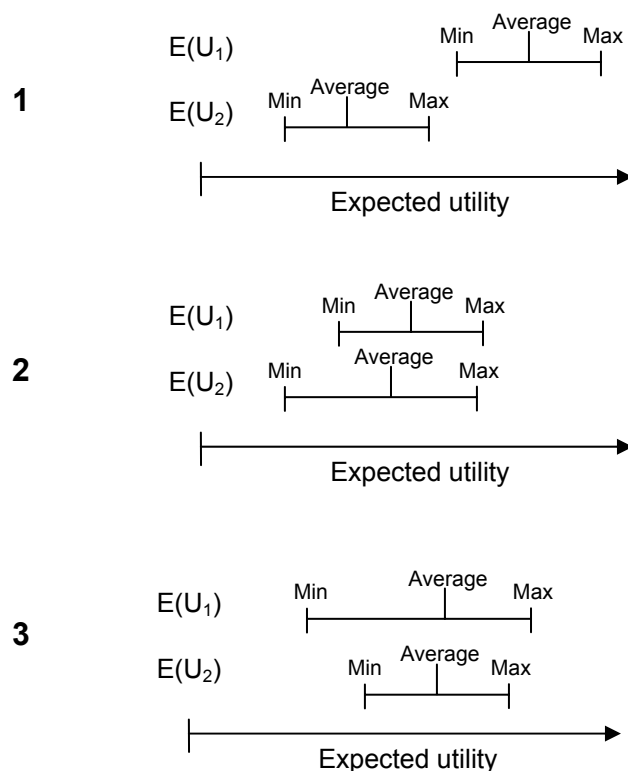 Average
Min Max
E(U₁)
1
Average
Min Max
E(U₂)
Expected utility
Average
Min Max
E(U₁)
2
Average
Min Max
E(U₂)
Expected utility
Average
Min Max
E(U₁)
3
Average
Min Max
E(U₂)
Expected utility